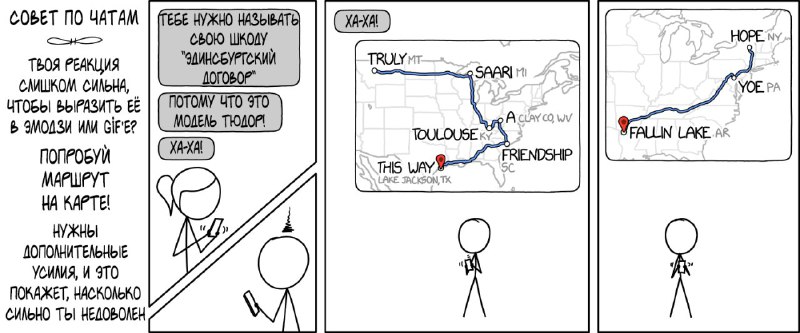 СОВЕТ ПО ЧАТАМ
ТВОЯ РЕАКЦИЯ
СЛИШКОМ СИЛЬНА,
ЧТОБЫ ВЫРАЗИТЬ ЕЁ
В ЭМОДЗИ ИЛИ GIF'Е?
ПОПРОБУЙ
МАРШРУТ
НА КАРТЕ!
НУЖНЫ
ДОПОЛНИТЕЛЬНЫЕ
УСИЛИЯ, И ЭТО
ПОКАЖЕТ, НАСКОЛЬКО
СИЛЬНО ТЫ НЕДОВОЛЕН
ТЕБЕ НУЖНО НАЗЫВАТЬ
СВОЮ ШКОДУ
"ЭДИНСБУРГСКИЙ
ДОГОВОР"
ПОТОМУ ЧТО ЭТО
МОДЕЛЬ ТЮДОР!
ХА-ХА!
ХА-ХА!
TRULY MT
SAARI MI
A CLAY CO, WV
TOULOUSE KY
FRIENDSHIP
SC
THIS WAY
LAKE JACKSON, TX
HOPE NY
YOE PA
FALLIN LAKE AR